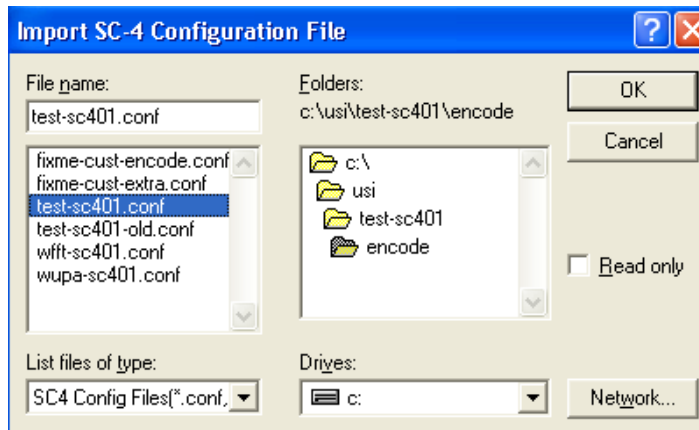 Import SC-4 Configuration File
?
File name:
test-sc401.conf
fixme-cust-encode.conf
fixme-cust-extra.conf
test-sc401.conf
test-sc401-old.conf
wfft-sc401.conf
wupa-sc401.conf
List files of type:
SC4 Config Files(*.conf,
Folders:
c:\usi\test-sc401\encode
c:\
usi
test-sc401
encode
Drives:
c:
OK
Cancel
Read only
Network...